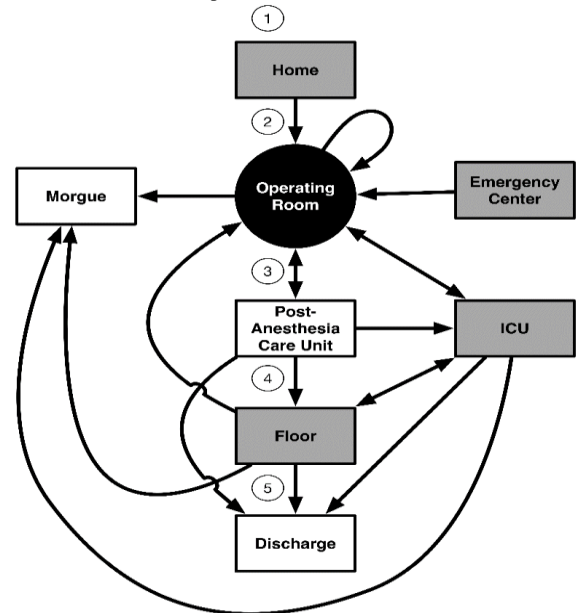 1
Home
2
Operating
Room
Emergency
Center
Morgue
3
Post-
Anesthesia
Care Unit
ICU
4
Floor
5
Discharge